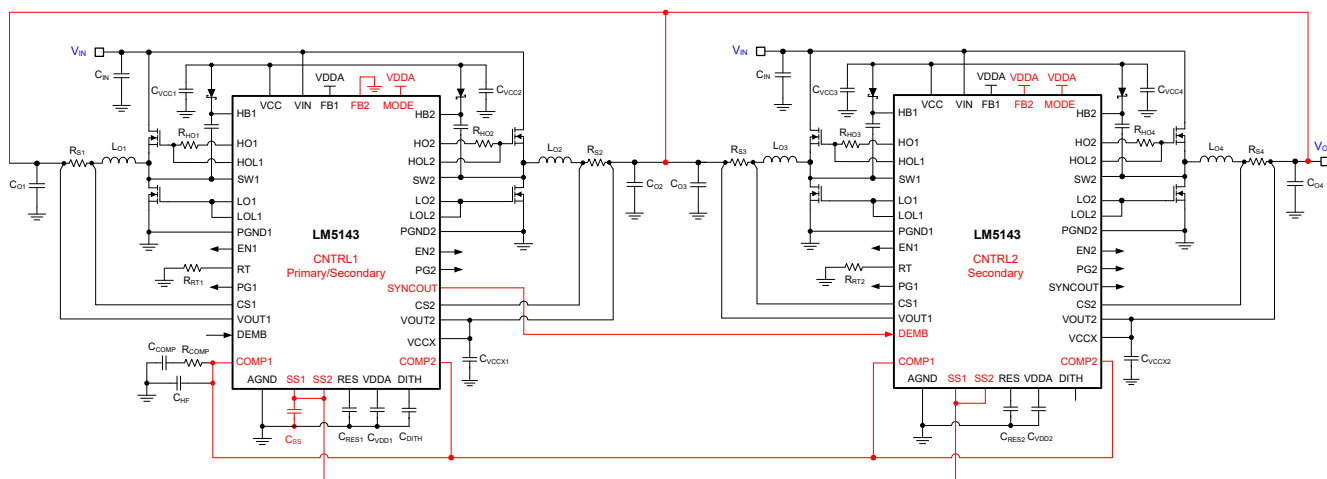 VIN
CIN
CVCC1
VDDA
VDDA
CVCC2
VCC
VIN
FB1
FB2
MODE
HB1
HB2
RHO1
HO1
HO2
RHO2
HOL1
HOL2
RS1
LO1
LO2
RS2
SW1
SW2
CO1
LO1
LO2
LOL1
LOL2
CO2
PGND1
PGND2
LM5143
CNTRL1
Primary/Secondary
EN1
EN2
RT
PG2
RRT1
PG1
SYNCOUT
CS1
CS2
VOUT1
VOUT2
DEMB
VCCX
CCOMP
RCOMP
COMP1
COMP2
CVCCX1
CHF
AGND
SS1
SS2
RES
VDDA
DITH
CSS
CRES1
CVDD1
CDITH
VIN
CIN
CVCC3
VDDA
VDDA
VDDA
CVCC4
VCC
VIN
FB1
FB2
MODE
HB1
HB2
RHO3
HO1
HO2
RHO4
HOL1
HOL2
VO
CO3
RS3
LO3
LO4
RS4
SW1
SW2
LO1
LO2
CO4
LOL1
LOL2
PGND1
PGND2
LM5143
CNTRL2
Secondary
EN1
EN2
RT
PG2
RRT2
PG1
SYNCOUT
CS1
CS2
VOUT1
VOUT2
DEMB
VCCX
COMP1
COMP2
CVCCX2
AGND
SS1
SS2
RES
VDDA
DITH
CRES2
CVDD2